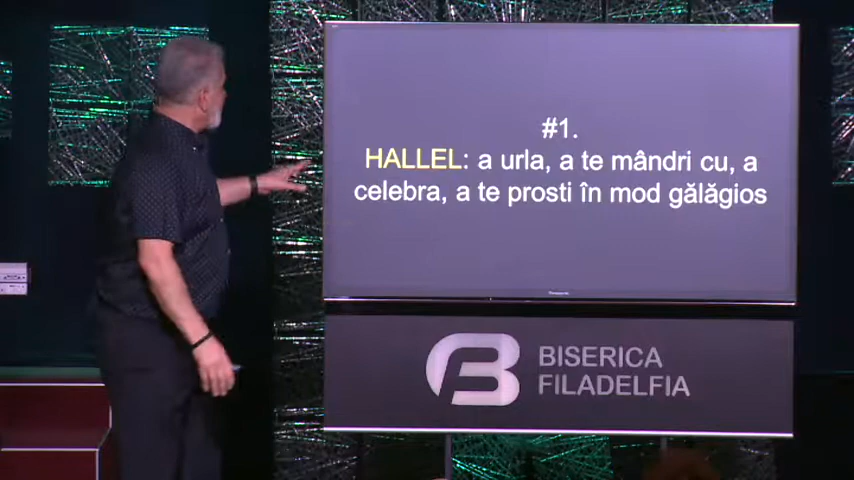 #1.
HALLEL: a urla, a te mândri cu, a
celebra, a te prosti în mod gălăgios
BISERICA
FILADELFIA